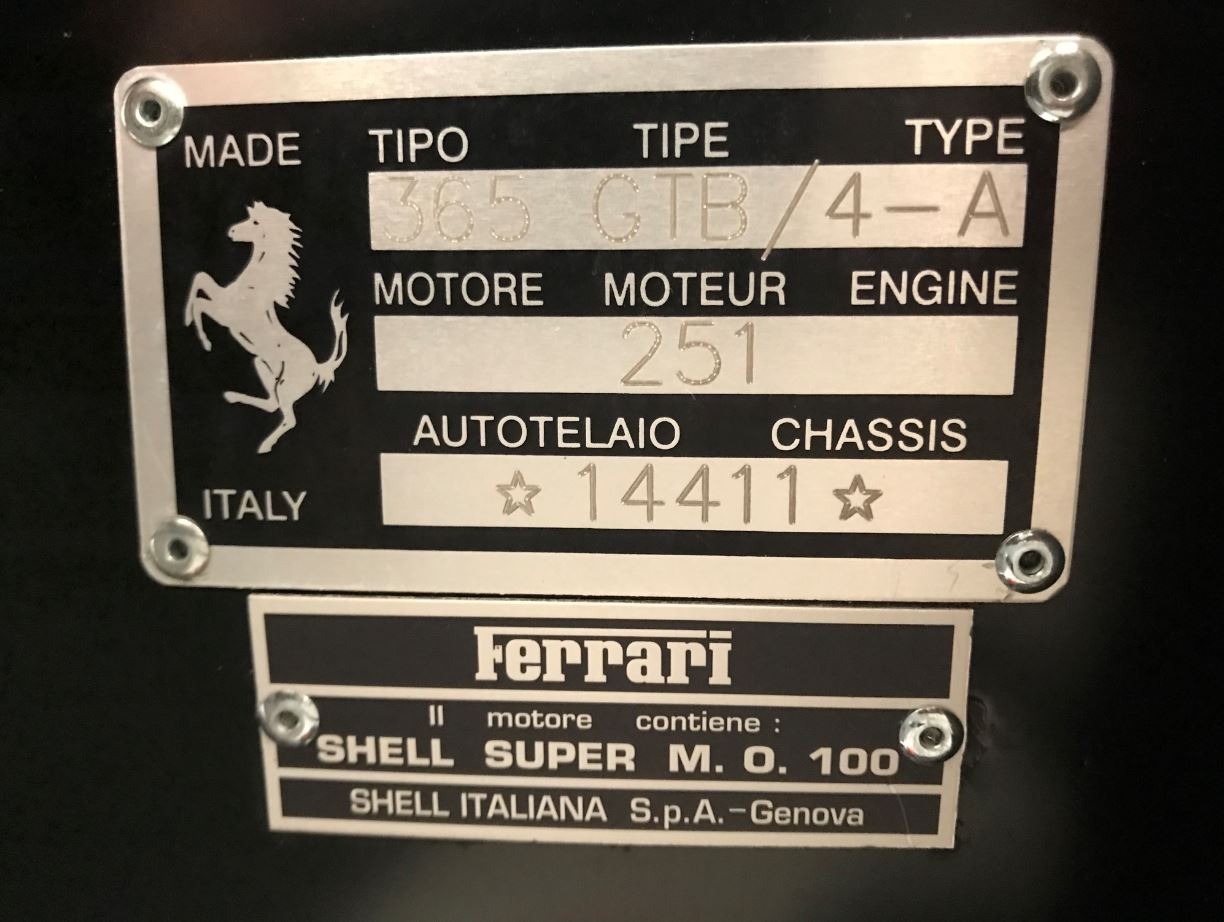 MADE TIPO TIPE TYPE
365 GTB/4-A
MOTORE MOTEUR ENGINE
251
AUTOTELAIO CHASSIS
☆14411☆
ITALY
Ferrari
Il motore contiene :
SHELL SUPER M. O. 100
SHELL ITALIANA S.p.A.-Genova